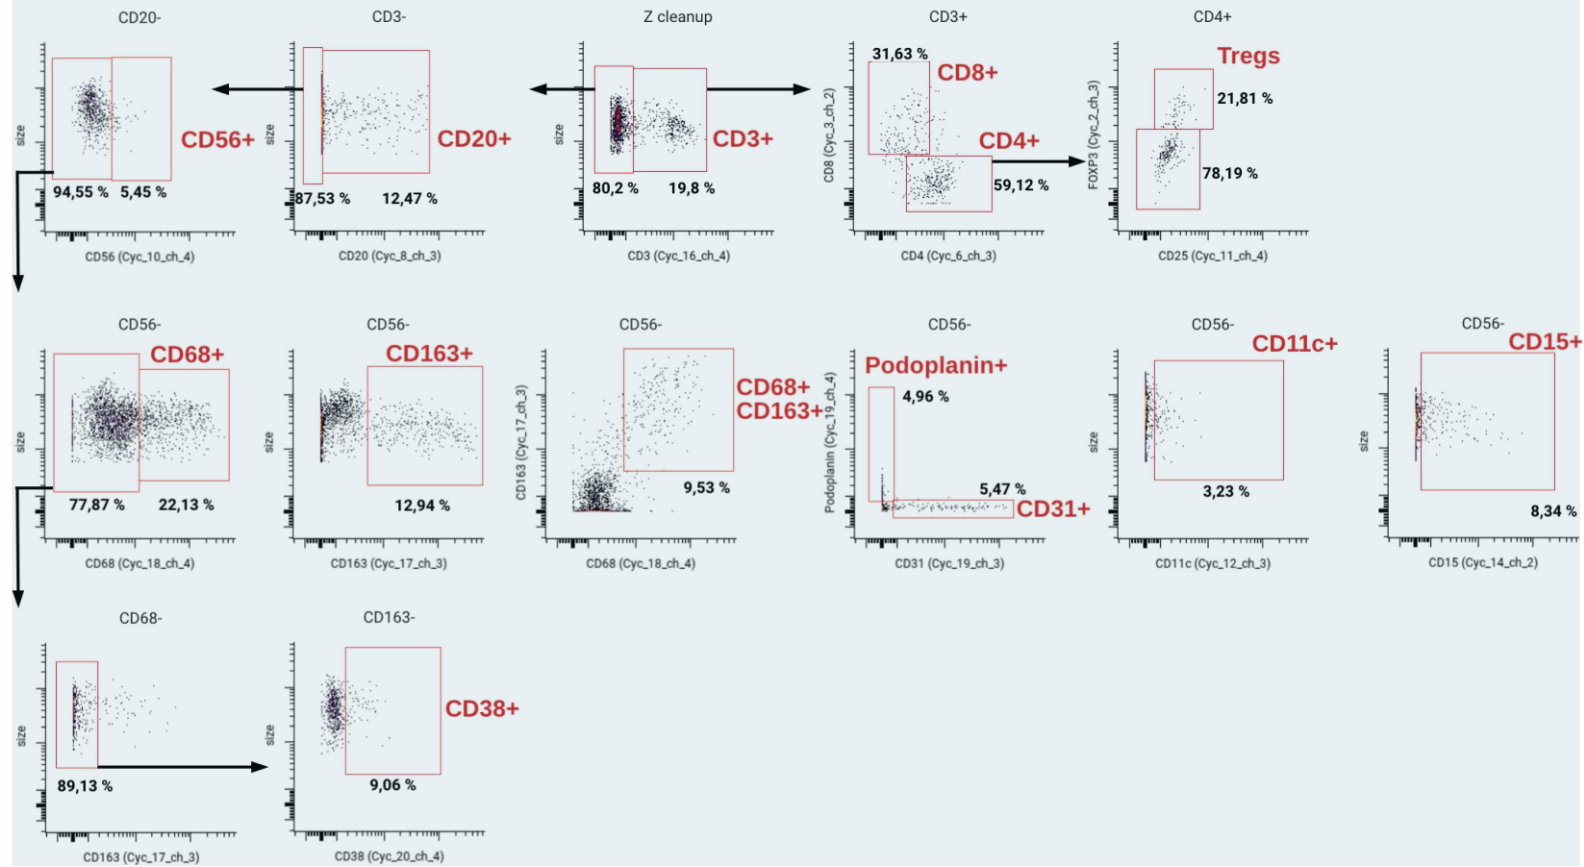 CD20-
CD3-
Z cleanup
CD3+
CD4+
size
CD56+
94,55 %
5,45 %
CD56 (Cyc_10_ch_4)
size
CD20+
87,53 %
12,47 %
CD20 (Cyc_8_ch_3)
size
CD3+
80,2 %
19,8 %
CD3 (Cyc_16_ch_4)
CD8 (Cyc_3_ch_2)
31,63 %
CD8+
CD4+
59,12 %
CD4 (Cyc_6_ch_3)
FOXP3 (Cyc_2_ch_3)
Tregs
21,81 %
78,19 %
CD25 (Cyc_11_ch_4)
CD56-
CD56-
CD56-
CD56-
CD56-
CD56-
size
CD68+
77,87 %
22,13 %
CD68 (Cyc_18_ch_4)
size
CD163+
12,94 %
CD163 (Cyc_17_ch_3)
CD163 (Cyc_17_ch_3)
CD68+
CD163+
9,53 %
CD68 (Cyc_18_ch_4)
Podoplanin (Cyc_19_ch_4)
Podoplanin+
4,96 %
5,47 %
CD31+
CD31 (Cyc_19_ch_3)
size
CD11c+
3,23 %
CD11c (Cyc_12_ch_3)
size
CD15+
8,34 %
CD15 (Cyc_14_ch_2)
CD68-
CD163-
size
89,13 %
CD163 (Cyc_17_ch_3)
size
CD38+
9,06 %
CD38 (Cyc_20_ch_4)